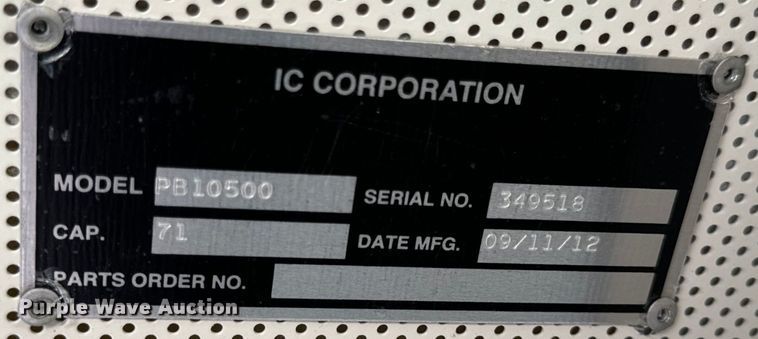 IC CORPORATION
MODEL PB10500 SERIAL NO. 349518
CAP. 71 DATE MFG. 09/11/12
PARTS ORDER NO.
Purple Wave Auction